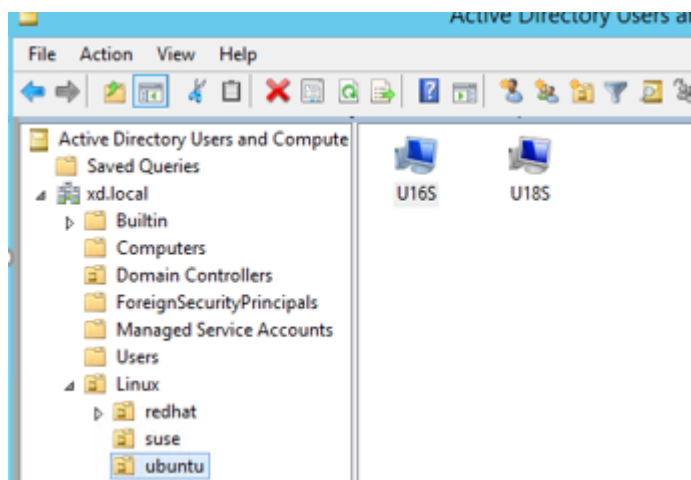 Active Directory Users a
File Action View Help
Active Directory Users and Compute
Saved Queries
xd.local
Builtin
Computers
Domain Controllers
ForeignSecurityPrincipals
Managed Service Accounts
Users
Linux
redhat
suse
ubuntu
U16S U18S